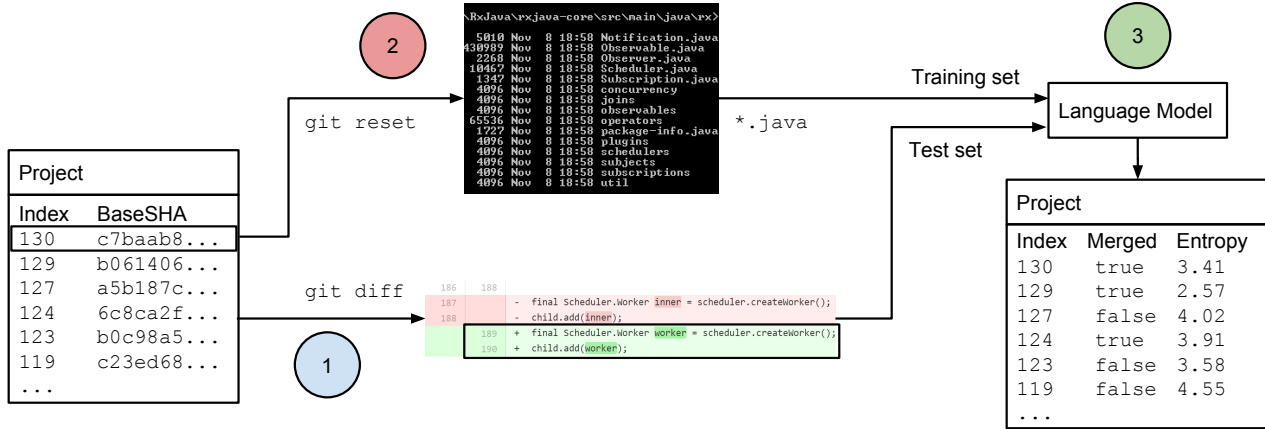 2
\RxJava\rxjava-core\src\main\java\rx>
5010 Nov 8 18:58 Notification.java
430989 Nov 8 18:58 Observable.java
2268 Nov 8 18:58 Observer.java
10467 Nov 8 18:58 Scheduler.java
1347 Nov 8 18:58 Subscription.java
4096 Nov 8 18:58 concurrency
4096 Nov 8 18:58 joins
4096 Nov 8 18:58 observables
65536 Nov 8 18:58 operators
1727 Nov 8 18:58 package-info.java
4096 Nov 8 18:58 plugins
4096 Nov 8 18:58 schedulers
4096 Nov 8 18:58 subjects
4096 Nov 8 18:58 subscriptions
4096 Nov 8 18:58 util
3
Training set
Language Model
git reset
*.java
Test set
Project
Index BaseSHA
130 c7baab8...
129 b061406...
127 a5b187c...
124 6c8ca2f...
123 b0c98a5...
119 c23ed68...
...
git diff
1
186 188
187 - final Scheduler.Worker inner = scheduler.createWorker();
188 - child.add(inner);
189 + final Scheduler.Worker worker = scheduler.createWorker();
190 + child.add(worker);
Project
Index Merged Entropy
130 true 3.41
129 true 2.57
127 false 4.02
124 true 3.91
123 false 3.58
119 false 4.55
...